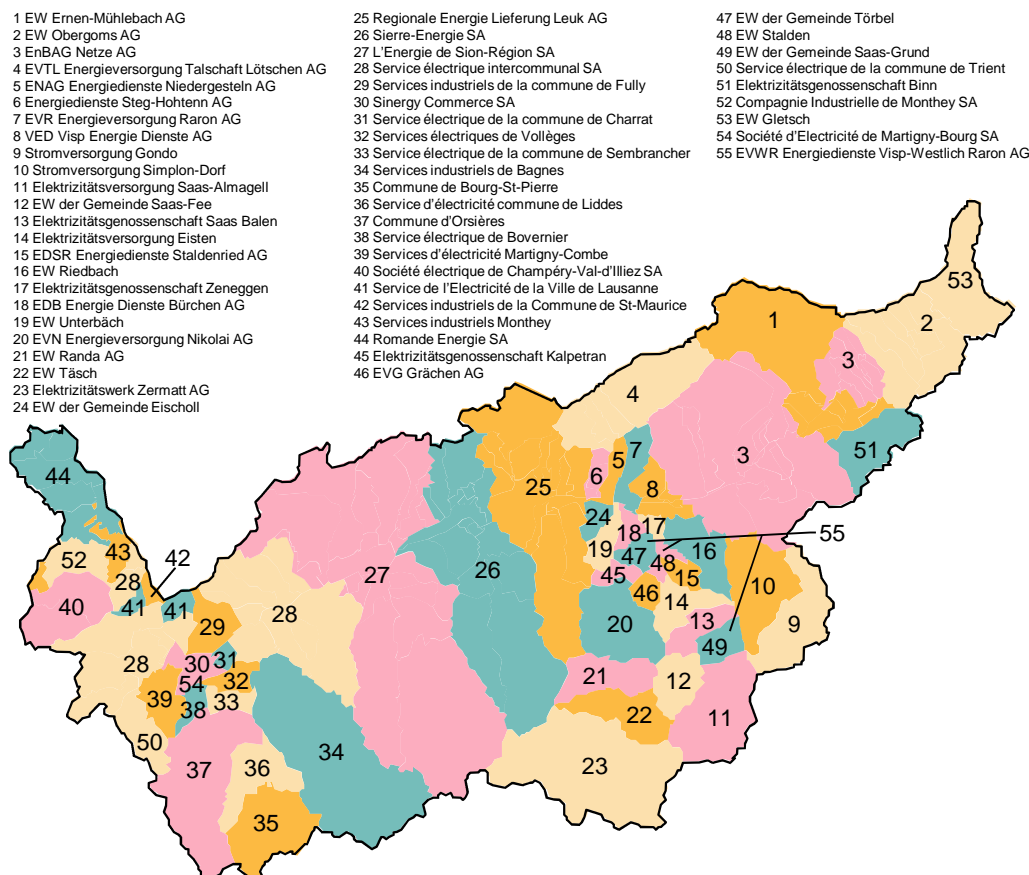 1 EW Ernen-Mühlebach AG
2 EW Obergoms AG
3 EnBAG Netze AG
4 EVTL Energieversorgung Talschaft Lötschen AG
5 ENAG Energiedienste Niedergesteln AG
6 Energiedienste Steg-Hohtenn AG
7 EVR Energieversorgung Raron AG
8 VED Visp Energie Dienste AG
9 Stromversorgung Gondo
10 Stromversorgung Simplon-Dorf
11 Elektrizitätsversorgung Saas-Almagell
12 EW der Gemeinde Saas-Fee
13 Elektrizitätsgenossenschaft Saas Balen
14 Elektrizitätsversorgung Eisten
15 EDSR Energiedienste Staldenried AG
16 EW Riedbach
17 Elektrizitätsgenossenschaft Zeneggen
18 EDB Energie Dienste Bürchen AG
19 EW Unterbäch
20 EVN Energieversorgung Nikolai AG
21 EW Randa AG
22 EW Täsch
23 Elektrizitätswerk Zermatt AG
24 EW der Gemeinde Eischoll
25 Regionale Energie Lieferung Leuk AG
26 Sierre-Energie SA
27 L'Energie de Sion-Région SA
28 Service électrique intercommunal SA
29 Services industriels de la commune de Fully
30 Sinergy Commerce SA
31 Service électrique de la commune de Charrat
32 Services électriques de Vollèges
33 Service électrique de la commune de Sembrancher
34 Services industriels de Bagnes
35 Commune de Bourg-St-Pierre
36 Service d'électricité commune de Liddes
37 Commune d'Orsières
38 Service électrique de Bovernier
39 Services d'électricité Martigny-Combe
40 Société électrique de Champéry-Val-d'Illiez SA
41 Service de l'Electricité de la Ville de Lausanne
42 Services industriels de la Commune de St-Maurice
43 Services industriels Monthey
44 Romande Energie SA
45 Elektrizitätsgenossenschaft Kalpetran
46 EVG Grächen AG
47 EW der Gemeinde Törbel
48 EW Stalden
49 EW der Gemeinde Saas-Grund
50 Service électrique de la commune de Trient
51 Elektrizitätsgenossenschaft Binn
52 Compagnie Industrielle de Monthey SA
53 EW Gletsch
54 Société d'Electricité de Martigny-Bourg SA
55 EVWR Energiedienste Visp-Westlich Raron AG
53
1
2
3
4
3
51
7
5
6
8
25
44
24
17
18
55
19
47
16
43
42
52
48
45
15
10
28
26
27
40
41
41
46
14
28
29
20
13
9
49
28
30
31
21
12
54
32
39
38
33
22
11
50
34
23
37
36
35